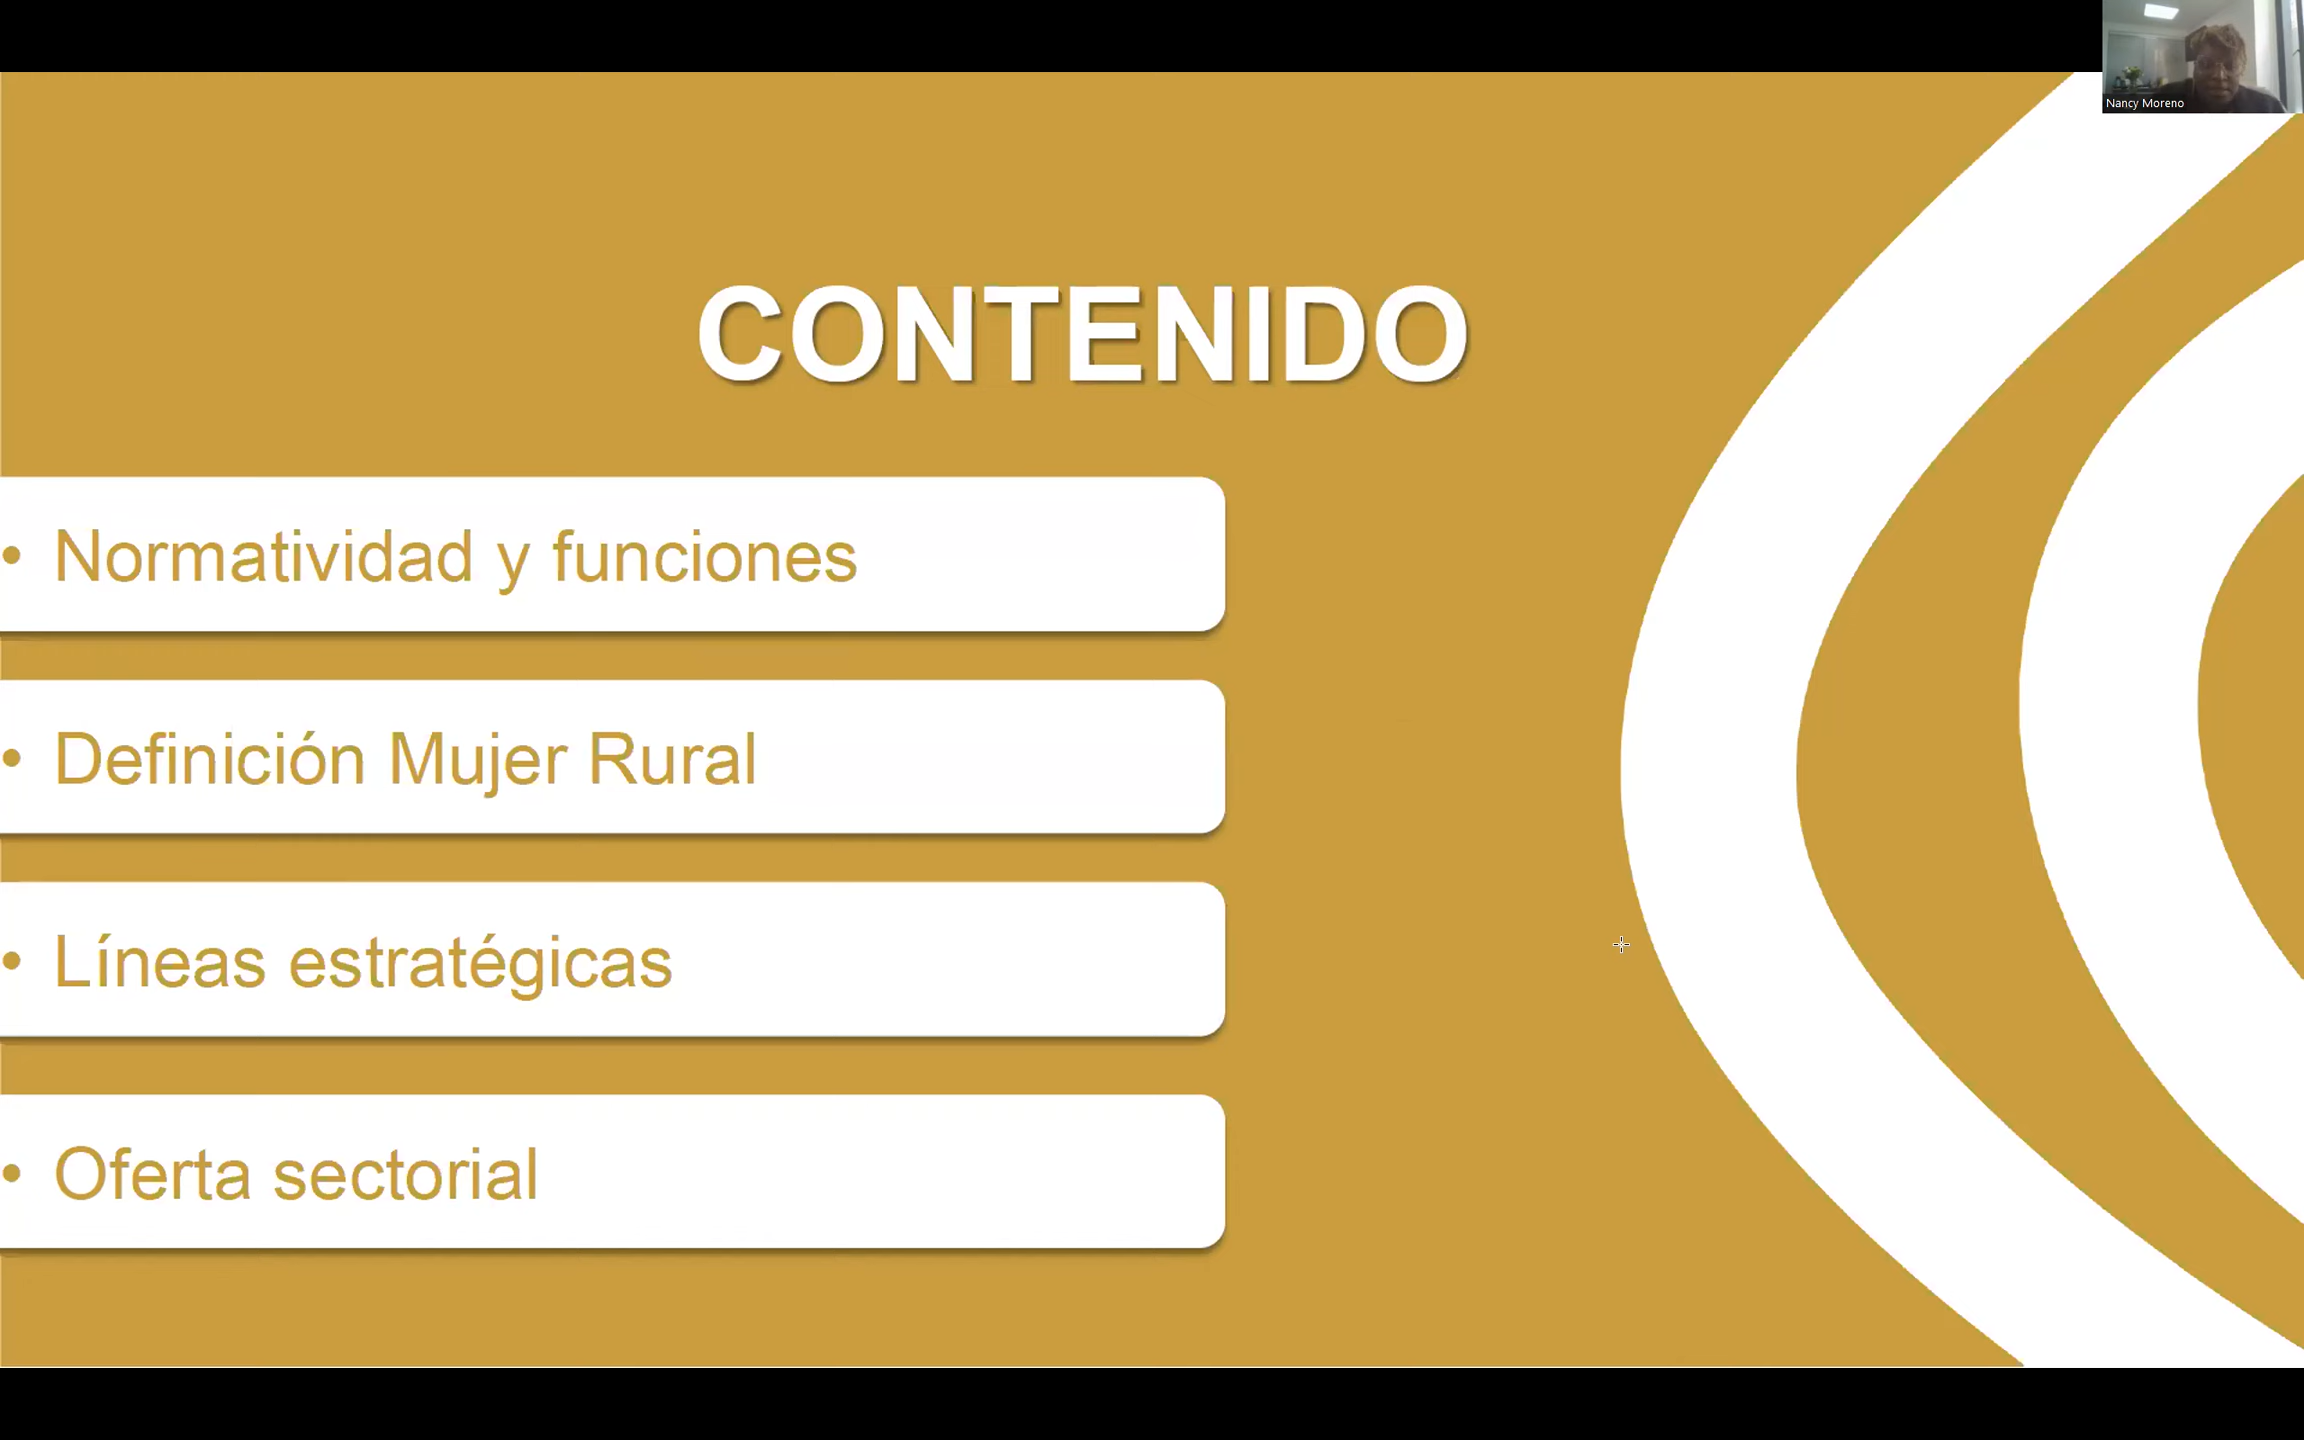 Nancy Moreno
CONTENIDO
• Normatividad y funciones
• Definición Mujer Rural
• Líneas estratégicas
• Oferta sectorial